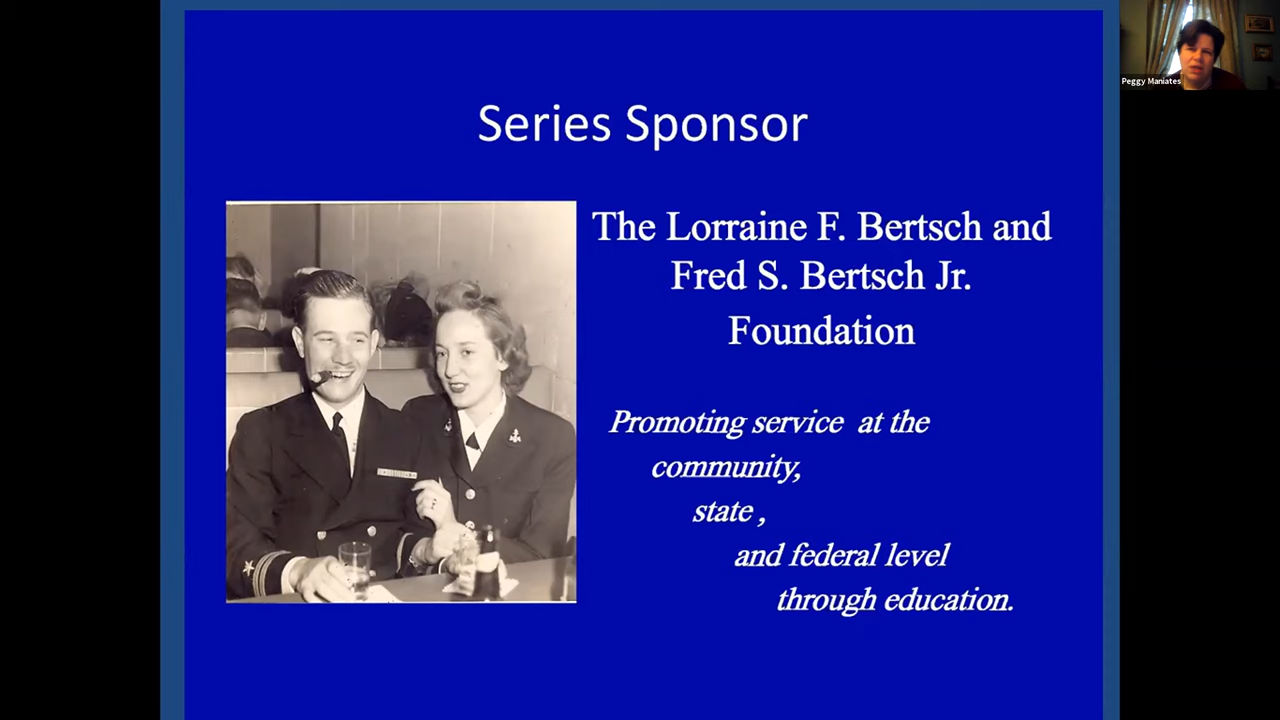 Series Sponsor
The Lorraine F. Bertsch and
Fred S. Bertsch Jr.
Foundation
Promoting service at the
community,
state ,
and federal level
through education.
Peggy Maniates